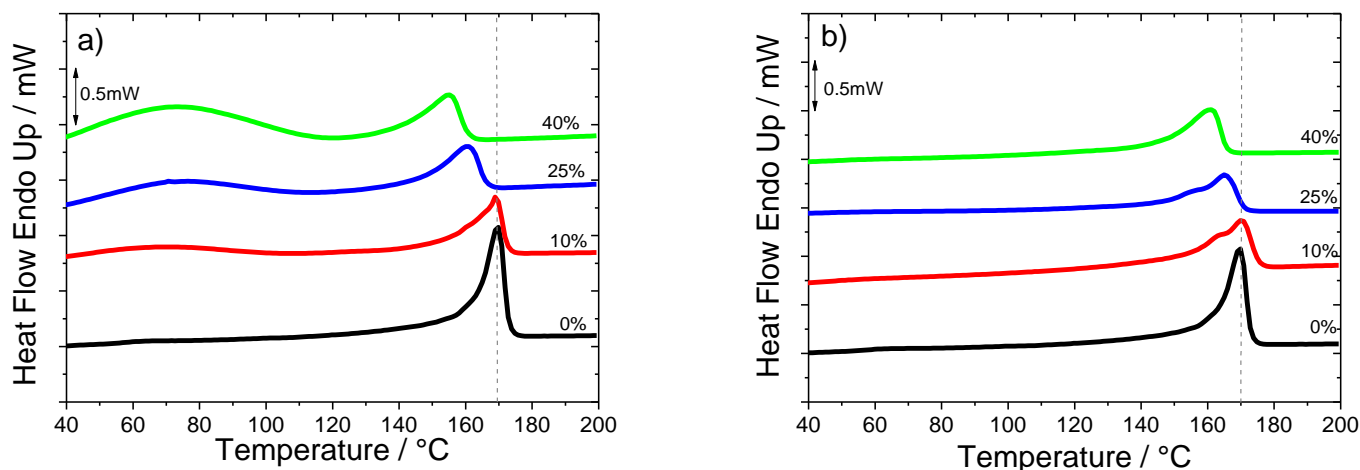 a)
0.5mW
40%
25%
10%
0%
Heat Flow Endo Up / mW
40 60 80 100 120 140 160 180 200
Temperature / °C
b)
0.5mW
40%
25%
10%
0%
Heat Flow Endo Up / mW
40 60 80 100 120 140 160 180 200
Temperature / °C